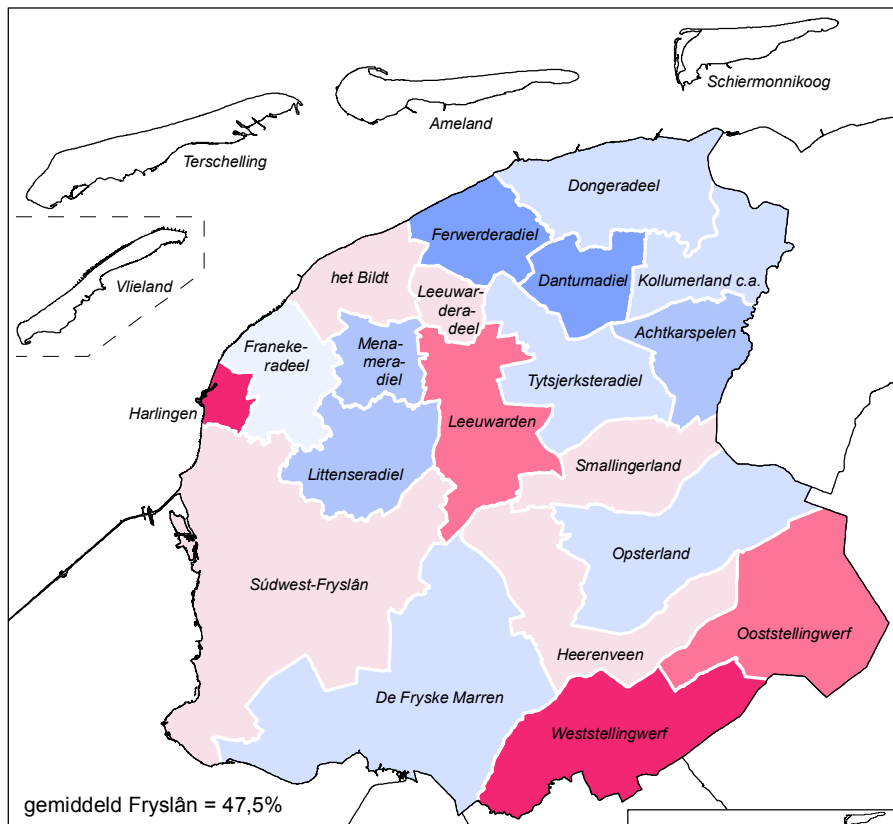 Schiermonnikoog
Ameland
Terschelling
Vlieland
Dongeradeel
Ferwerderadiel
Dantumadiel
Kollumerland c.a.
het Bildt
Leeuwar-
dera-
deel
Achtkarspelen
Franeke-
radeel
Mena-
mera-
diel
Tytsjerksteradiel
Harlingen
Leeuwarden
Littenseradiel
Smallingerland
Opsterland
Súdwest-Fryslân
Ooststellingwerf
Heerenveen
De Fryske Marren
Weststellingwerf
gemiddeld Fryslân = 47,5%